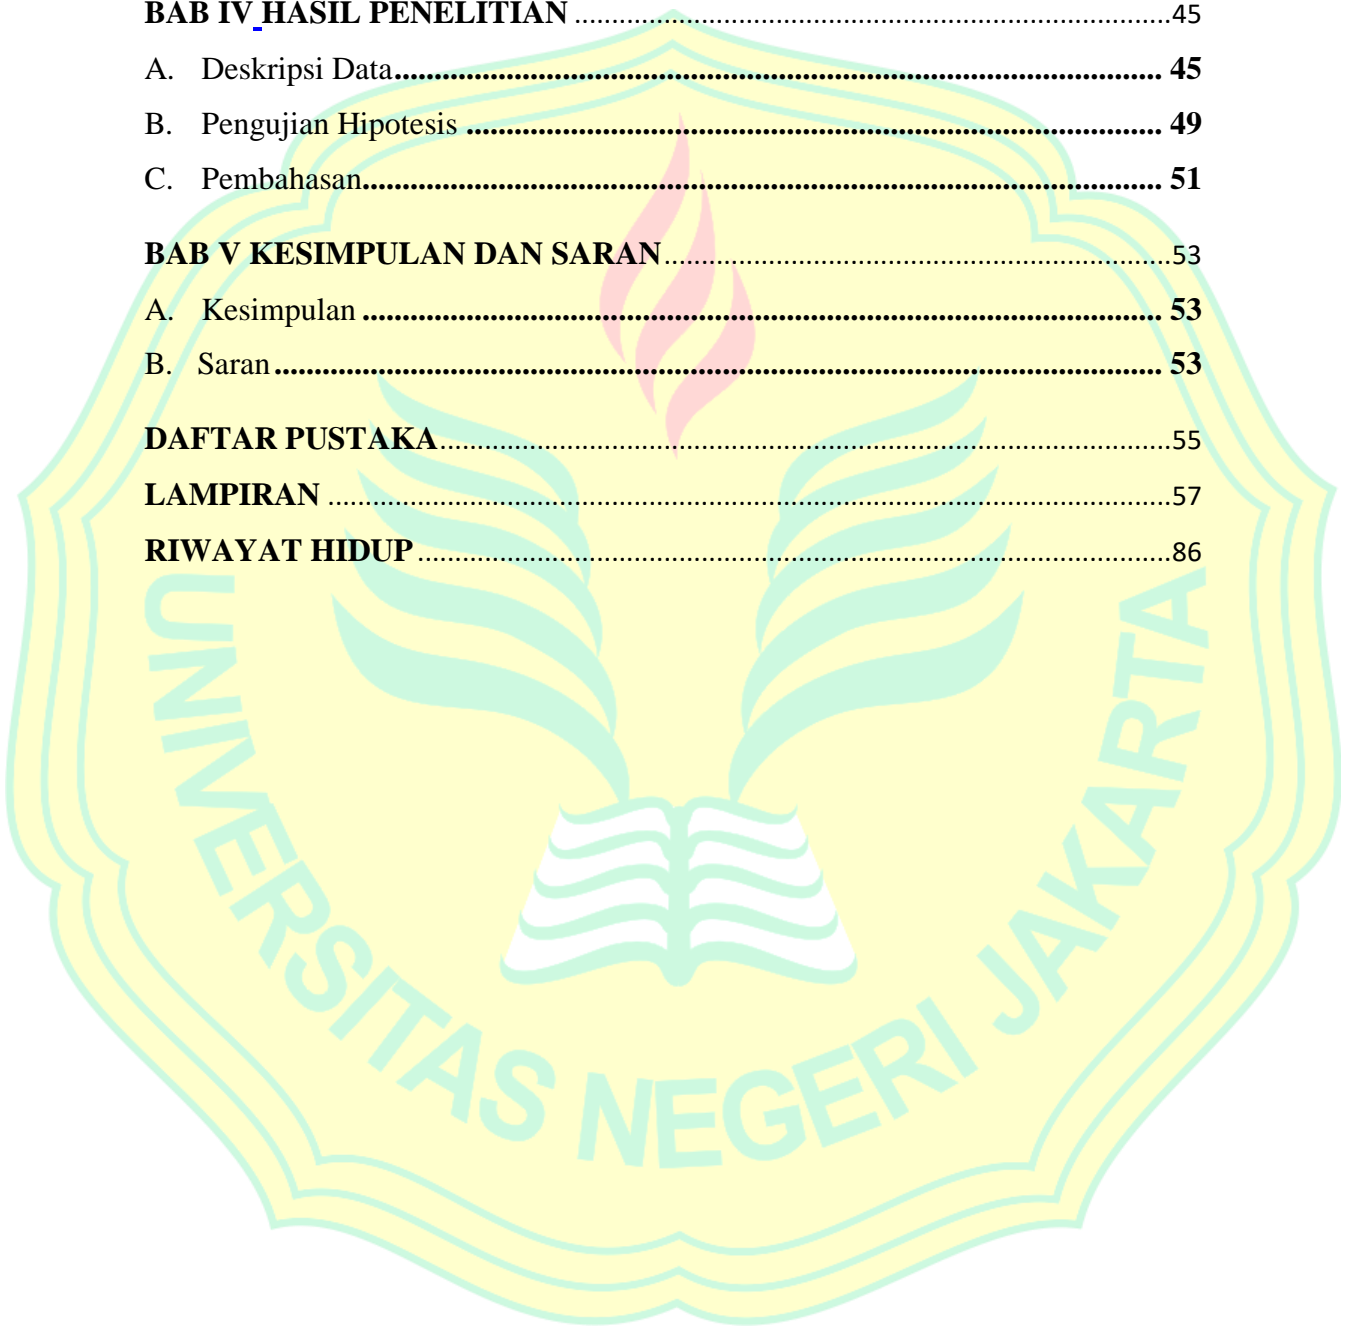 BAB IV HASIL PENELITIAN ........................................................................... 45
A. Deskripsi Data ........................................................................... 45
B. Pengujian Hipotesis ........................................................................... 49
C. Pembahasan ........................................................................... 51
BAB V KESIMPULAN DAN SARAN ........................................................................... 53
A. Kesimpulan ........................................................................... 53
B. Saran ........................................................................... 53
DAFTAR PUSTAKA ........................................................................... 55
LAMPIRAN ........................................................................... 57
RIWAYAT HIDUP ........................................................................... 86
UNIVERSITAS NEGERI JAKARTA